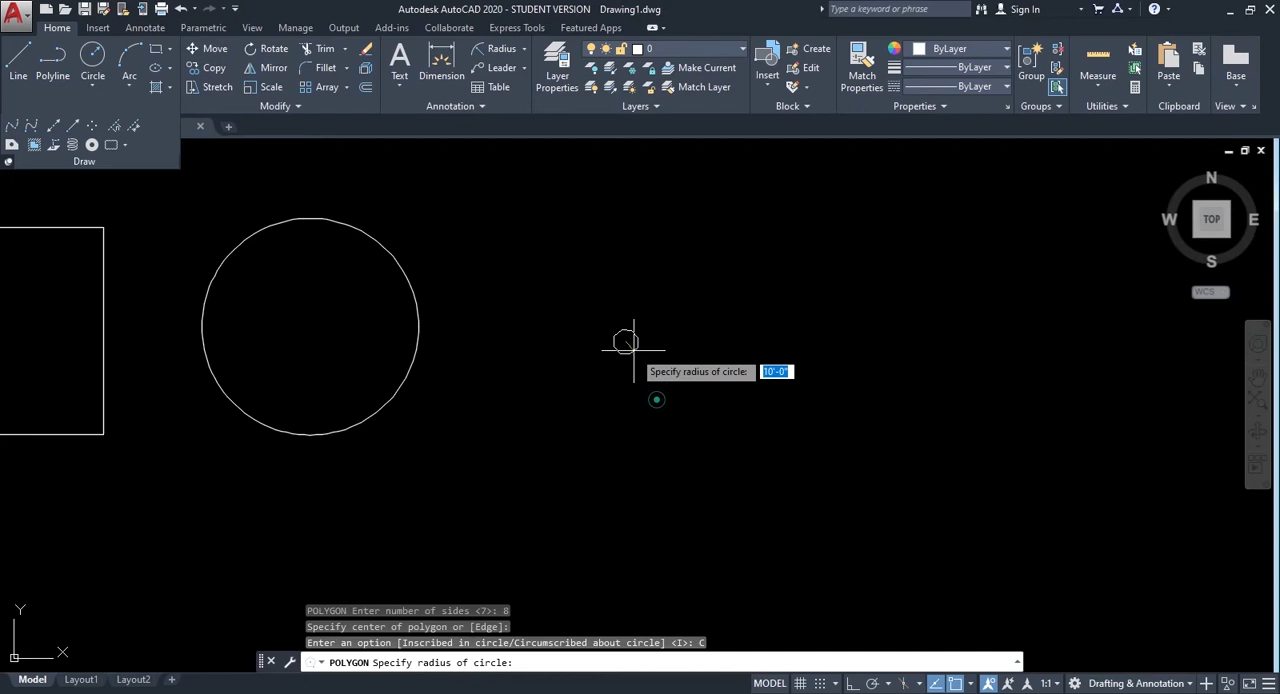 Autodesk AutoCAD 2020 - STUDENT VERSION Drawing1.dwg
Type a keyword or phrase
Sign In
Home Insert Annotate Parametric View Manage Output Add-ins Collaborate Express Tools Featured Apps
Line
Polyline
Circle
Arc
Move
Rotate
Trim
Copy
Mirror
Fillet
Stretch
Scale
Array
Modify
Text
Dimension
Radius
Leader
Table
Annotation
Layer
Properties
0
Make Current
Match Layer
Layers
Insert
Create
Edit
Block
Match
Properties
ByLayer
ByLayer
ByLayer
Properties
Group
Groups
Measure
Utilities
Paste
Clipboard
Base
View
Draw
N
W
TOP
E
S
WCS
Specify radius of circle: 10'-0"
Y
X
POLYGON Enter number of sides <7>: 8
Specify center of polygon or [Edge]:
Enter an option [Inscribed in circle/Circumscribed about circle] <I>: C
POLYGON Specify radius of circle:
Model Layout1 Layout2
MODEL
1:1
Drafting & Annotation